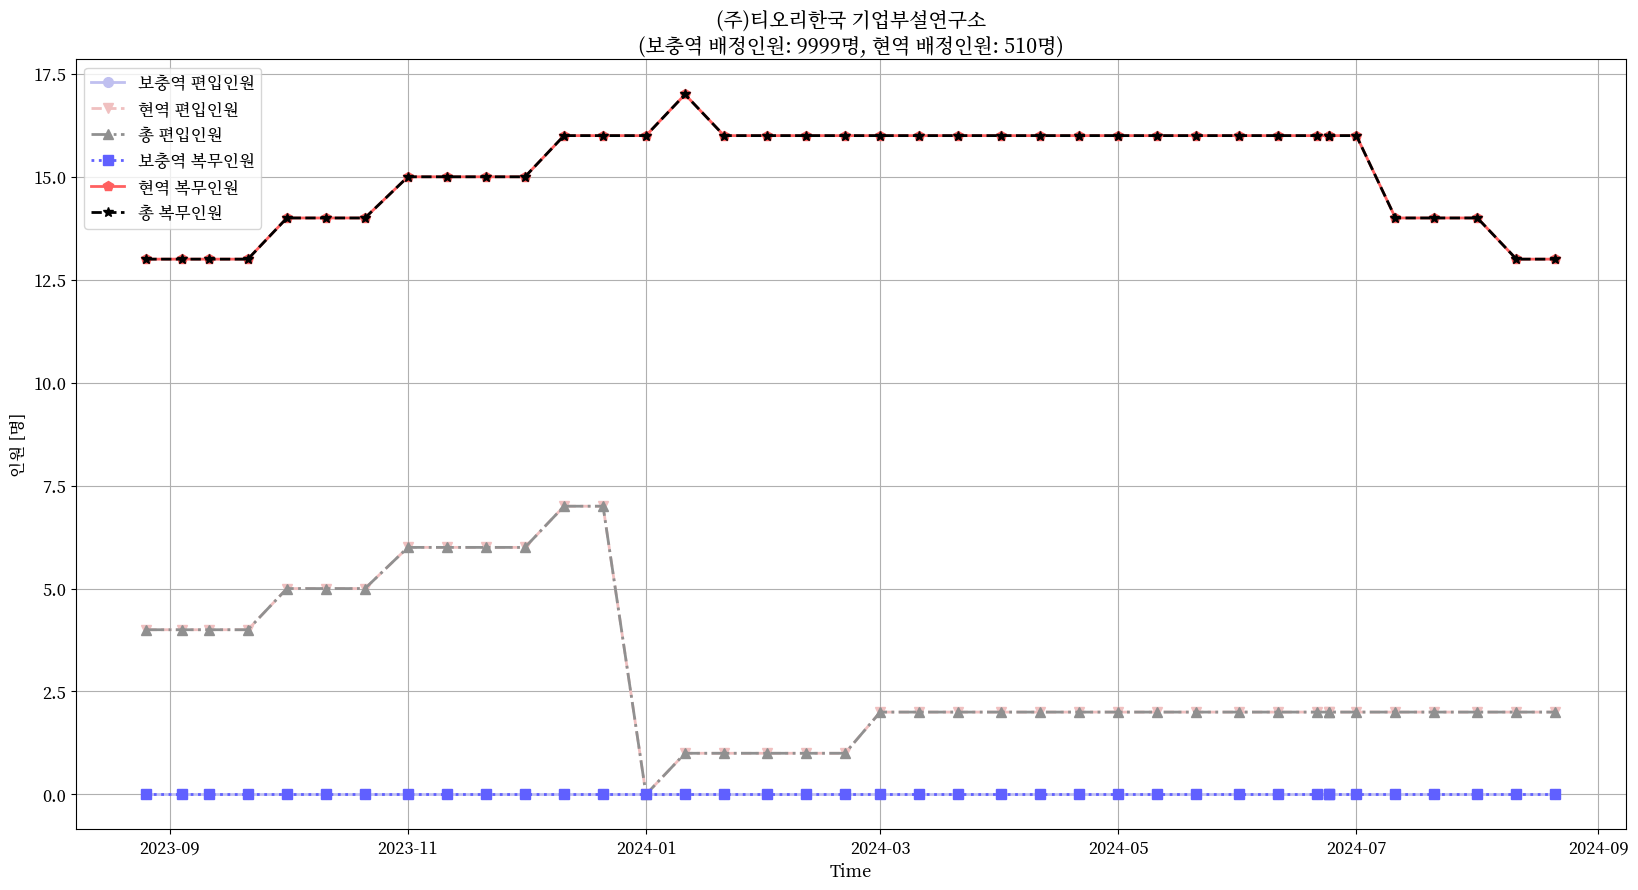 (주)티오리한국 기업부설연구소
(보충역 배정인원: 9999명, 현역 배정인원: 510명)
보충역 편입인원
현역 편입인원
총 편입인원
보충역 복무인원
현역 복무인원
총 복무인원
17.5
15.0
12.5
10.0
7.5
5.0
2.5
0.0
인원 [명]
2023-09
2023-11
2024-01
2024-03
2024-05
2024-07
2024-09
Time